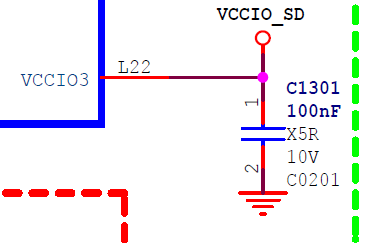 VCCIO_SD
L22
VCCIO3
C1301
1
100nF
X5R
10V
2
C0201